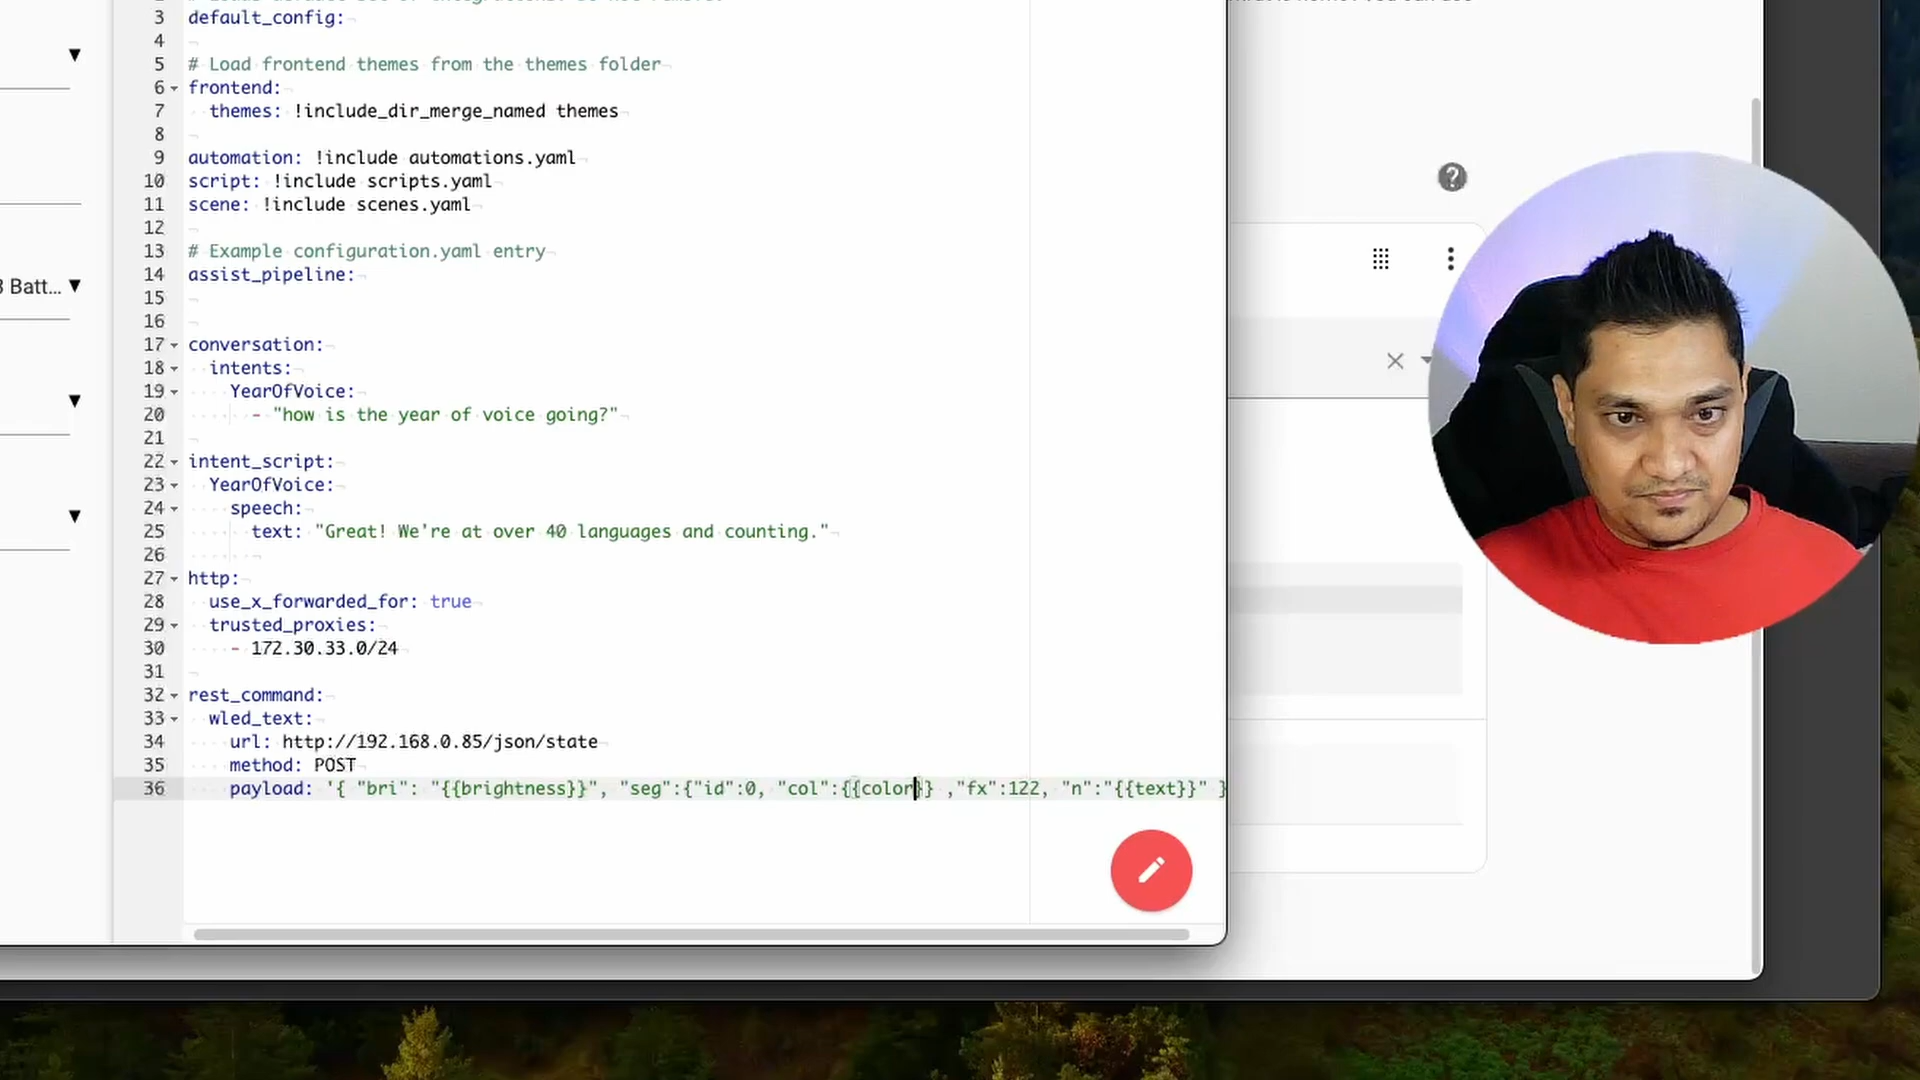 3 default_config:
4
5 # Load frontend themes from the themes folder
6 frontend:
7 themes: !include_dir_merge_named themes
8
9 automation: !include automations.yaml
10 script: !include scripts.yaml
11 scene: !include scenes.yaml
12
13 # Example configuration.yaml entry
14 assist_pipeline:
15
16
17 conversation:
18 intents:
19 YearOfVoice:
20 - "how is the year of voice going?"
21
22 intent_script:
23 YearOfVoice:
24 speech:
25 text: "Great! We're at over 40 languages and counting."
26
27 http:
28 use_x_forwarded_for: true
29 trusted_proxies:
30 - 172.30.33.0/24
31
32 rest_command:
33 wled_text:
34 url: http://192.168.0.85/json/state
35 method: POST
36 payload: '{ "bri": "{{brightness}}", "seg":{"id":0, "col":{{color}} ,"fx":122, "n":"{{text}}" }
3 Batt...